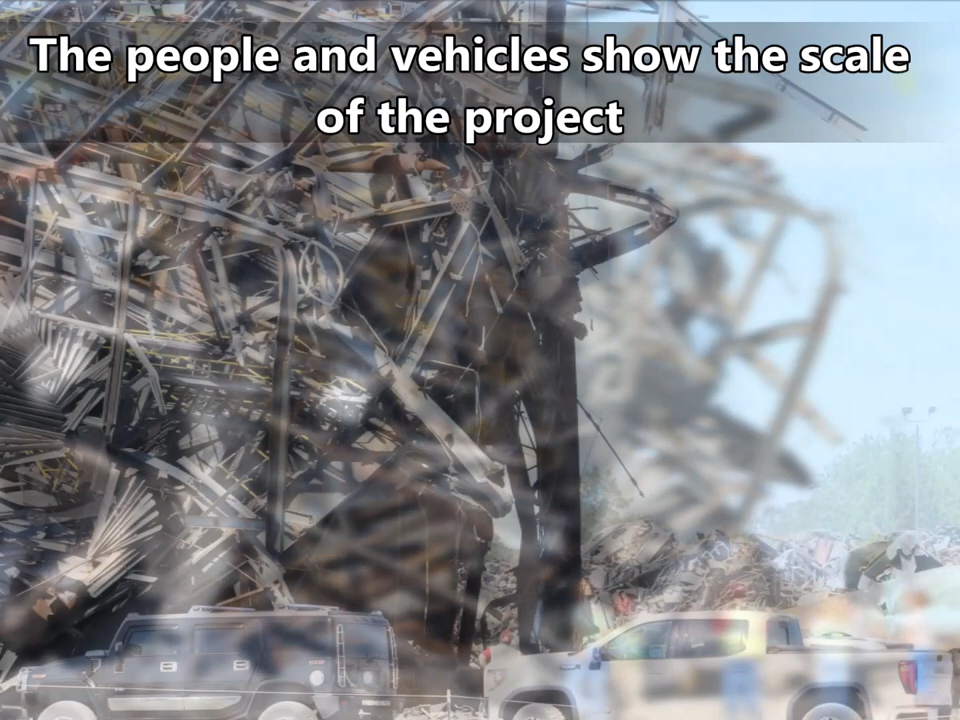 The people and vehicles show the scale
of the project